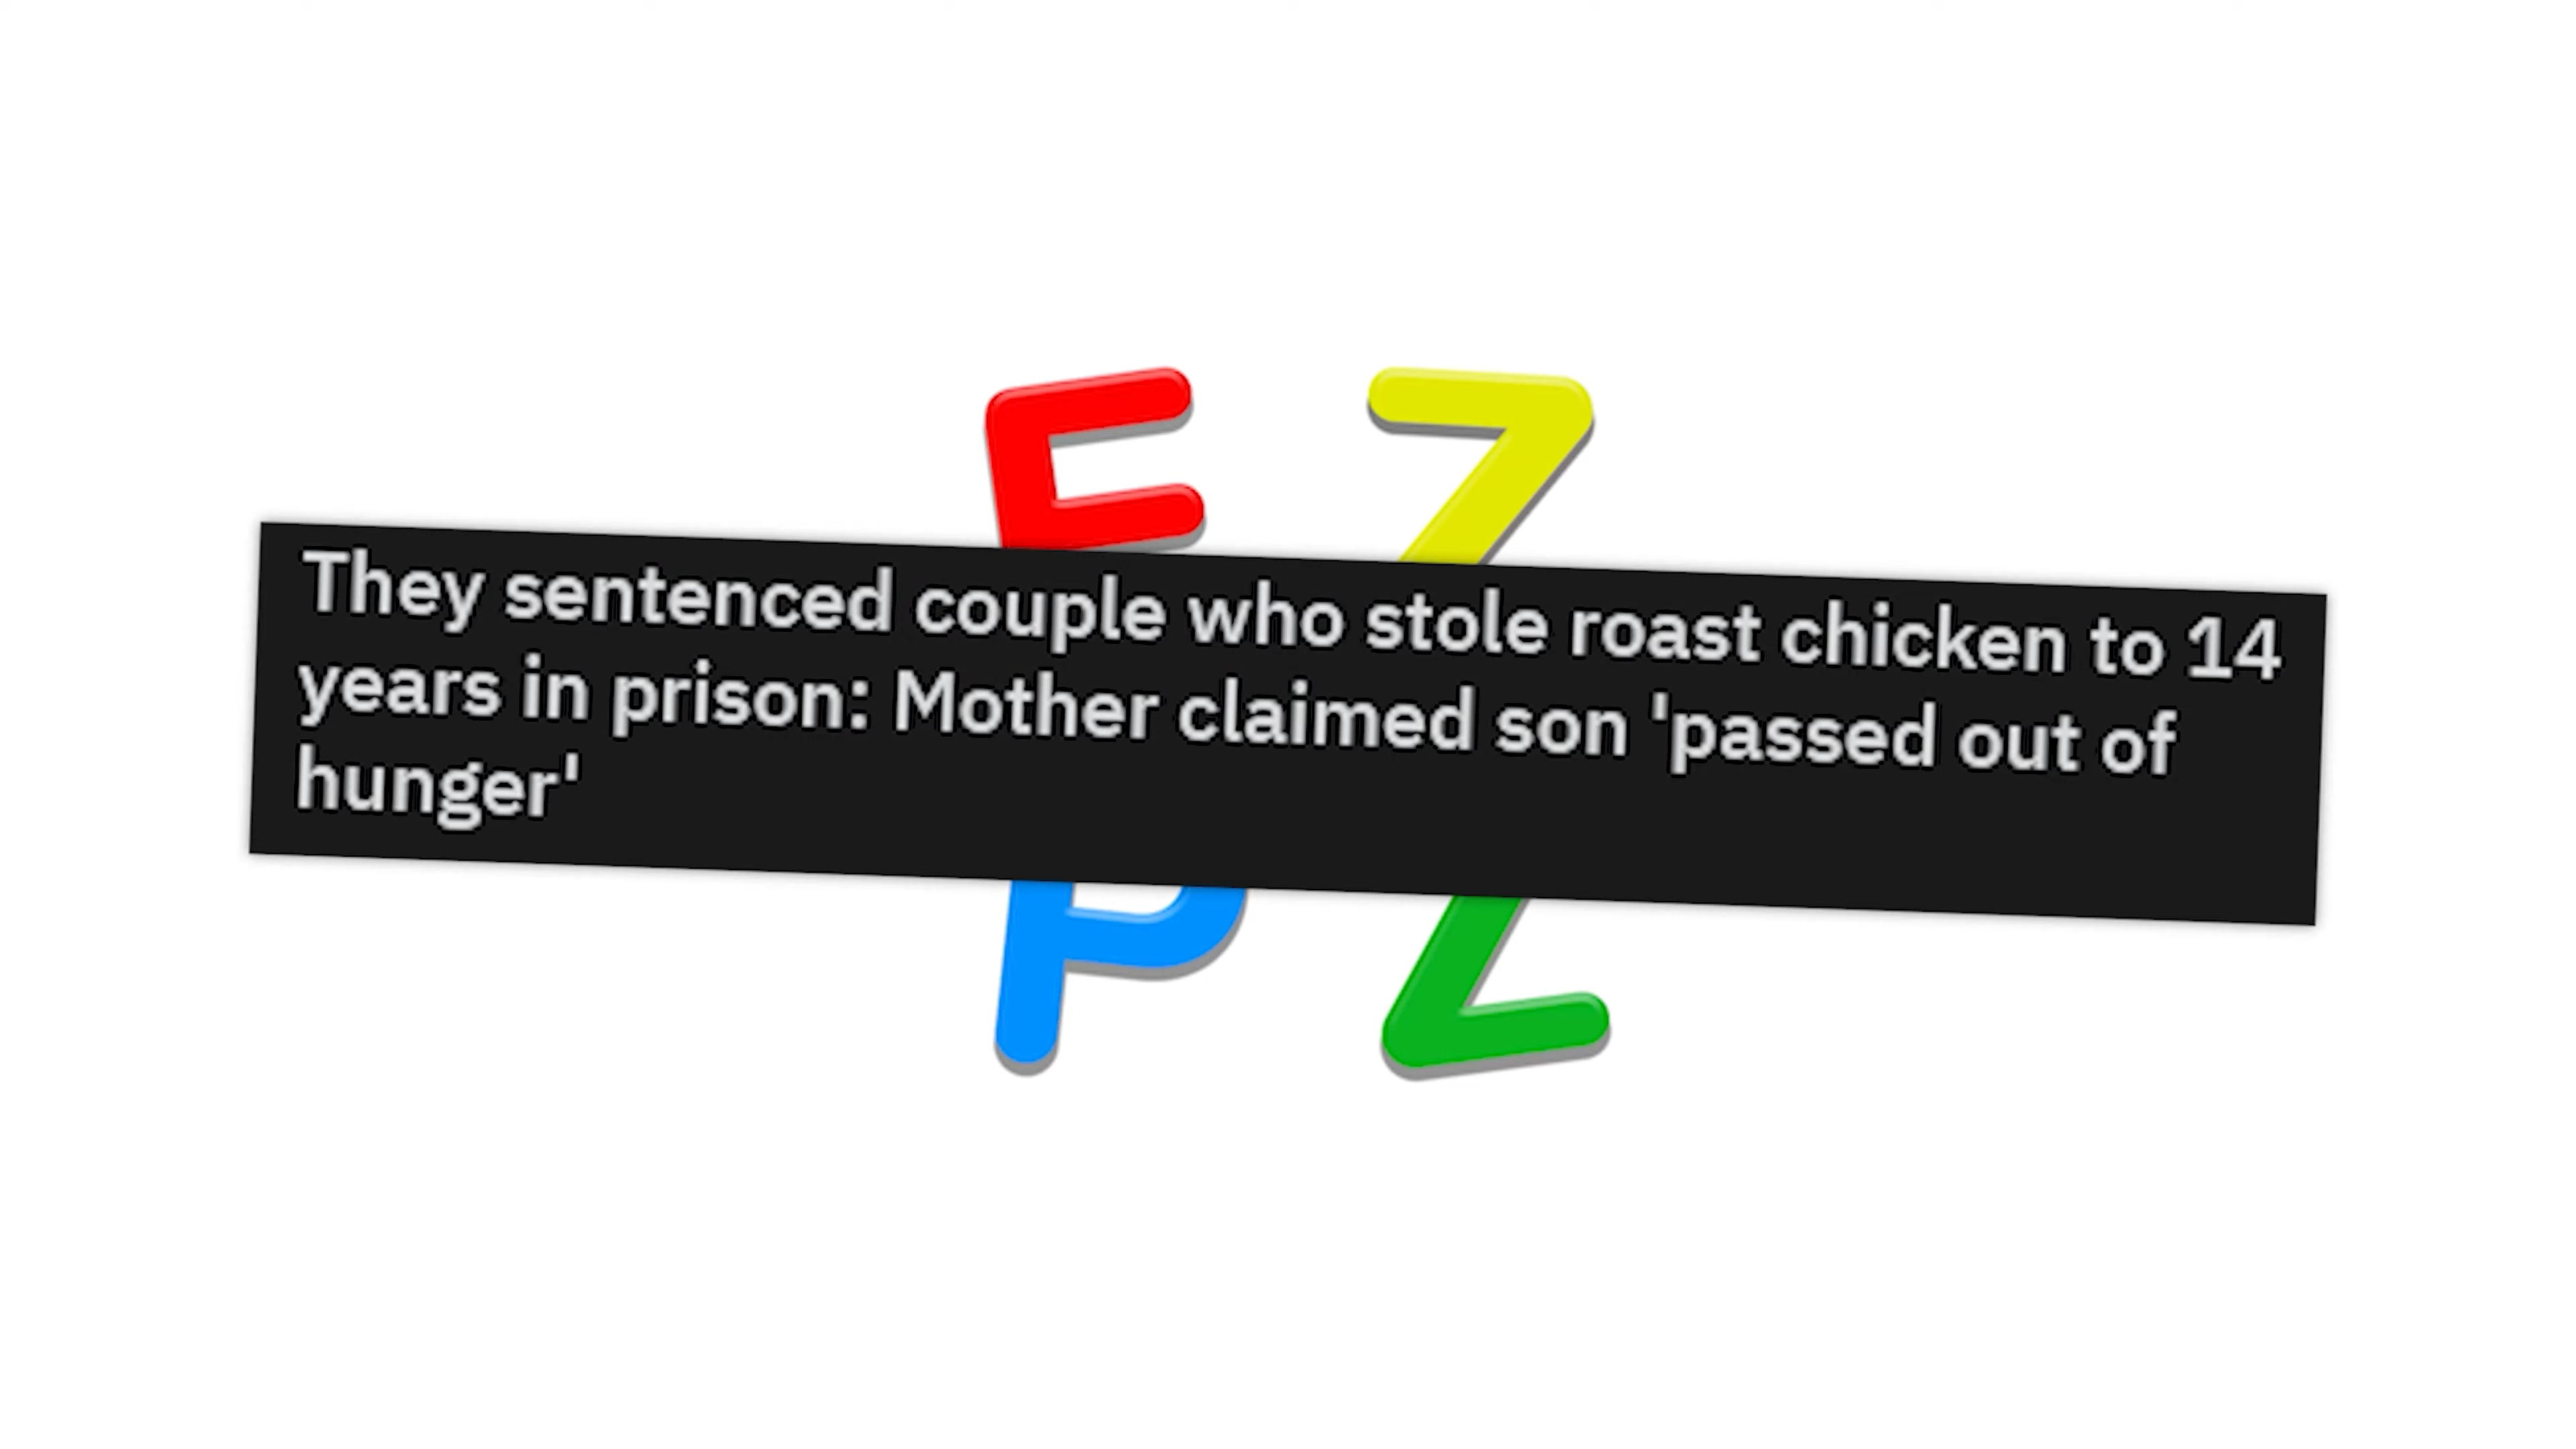 E Z
They sentenced couple who stole roast chicken to 14
years in prison: Mother claimed son 'passed out of
hunger'
P Z